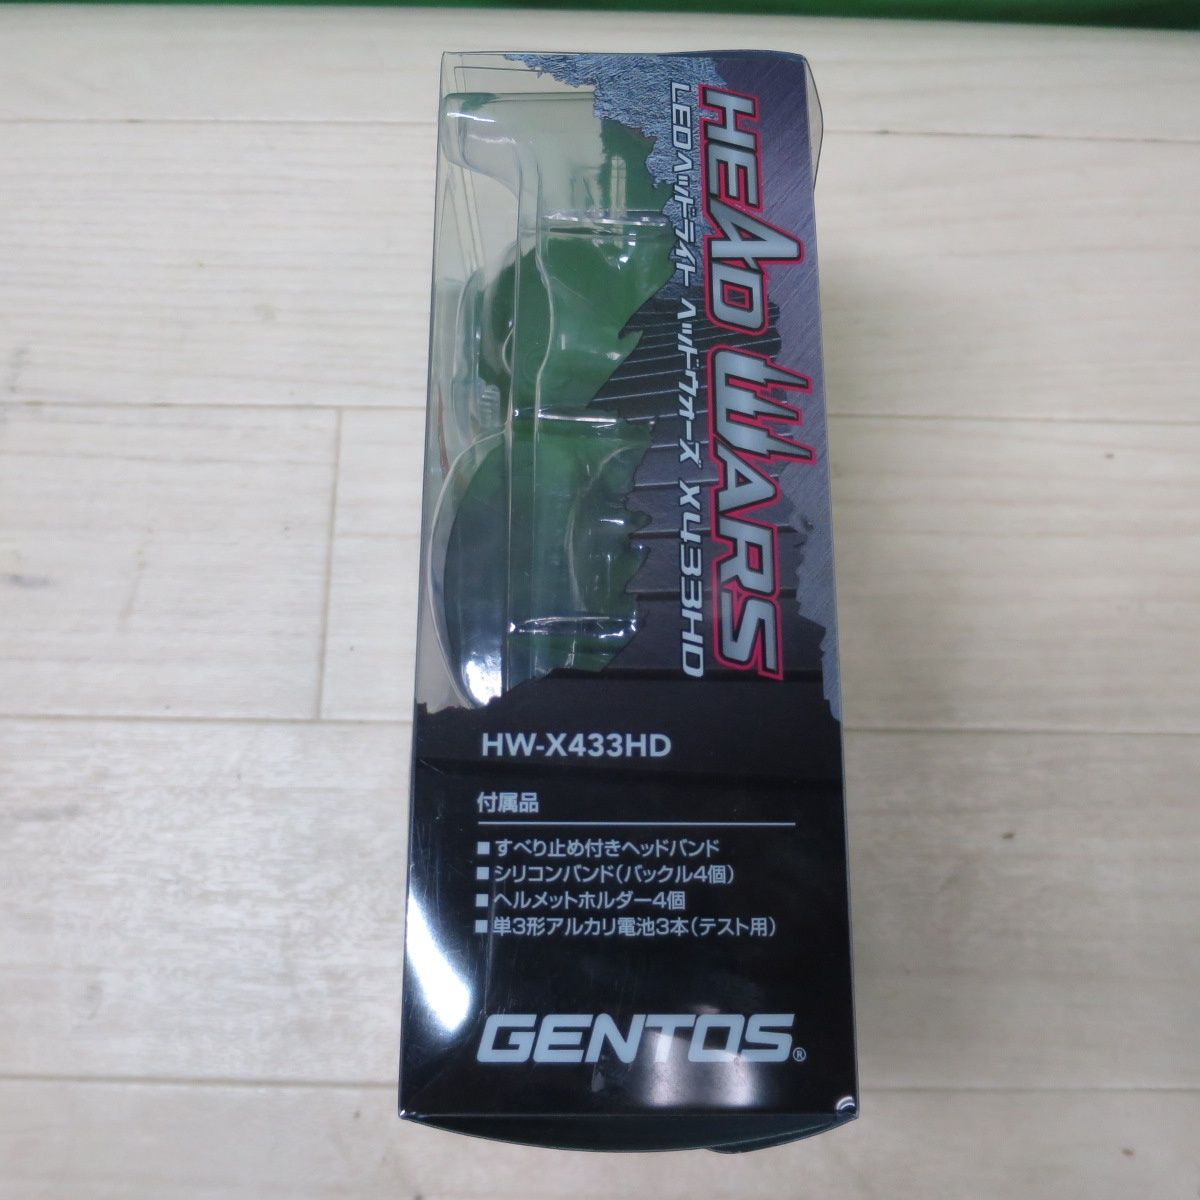 HEAD WARS
LEDヘッドライト ヘッドウォーズ X433HD
HW-X433HD
付属品
■すべり止め付きヘッドバンド
■シリコンバンド(バックル4個)
■ヘルメットホルダー4個
■単3形アルカリ電池3本(テスト用)
GENTOS®